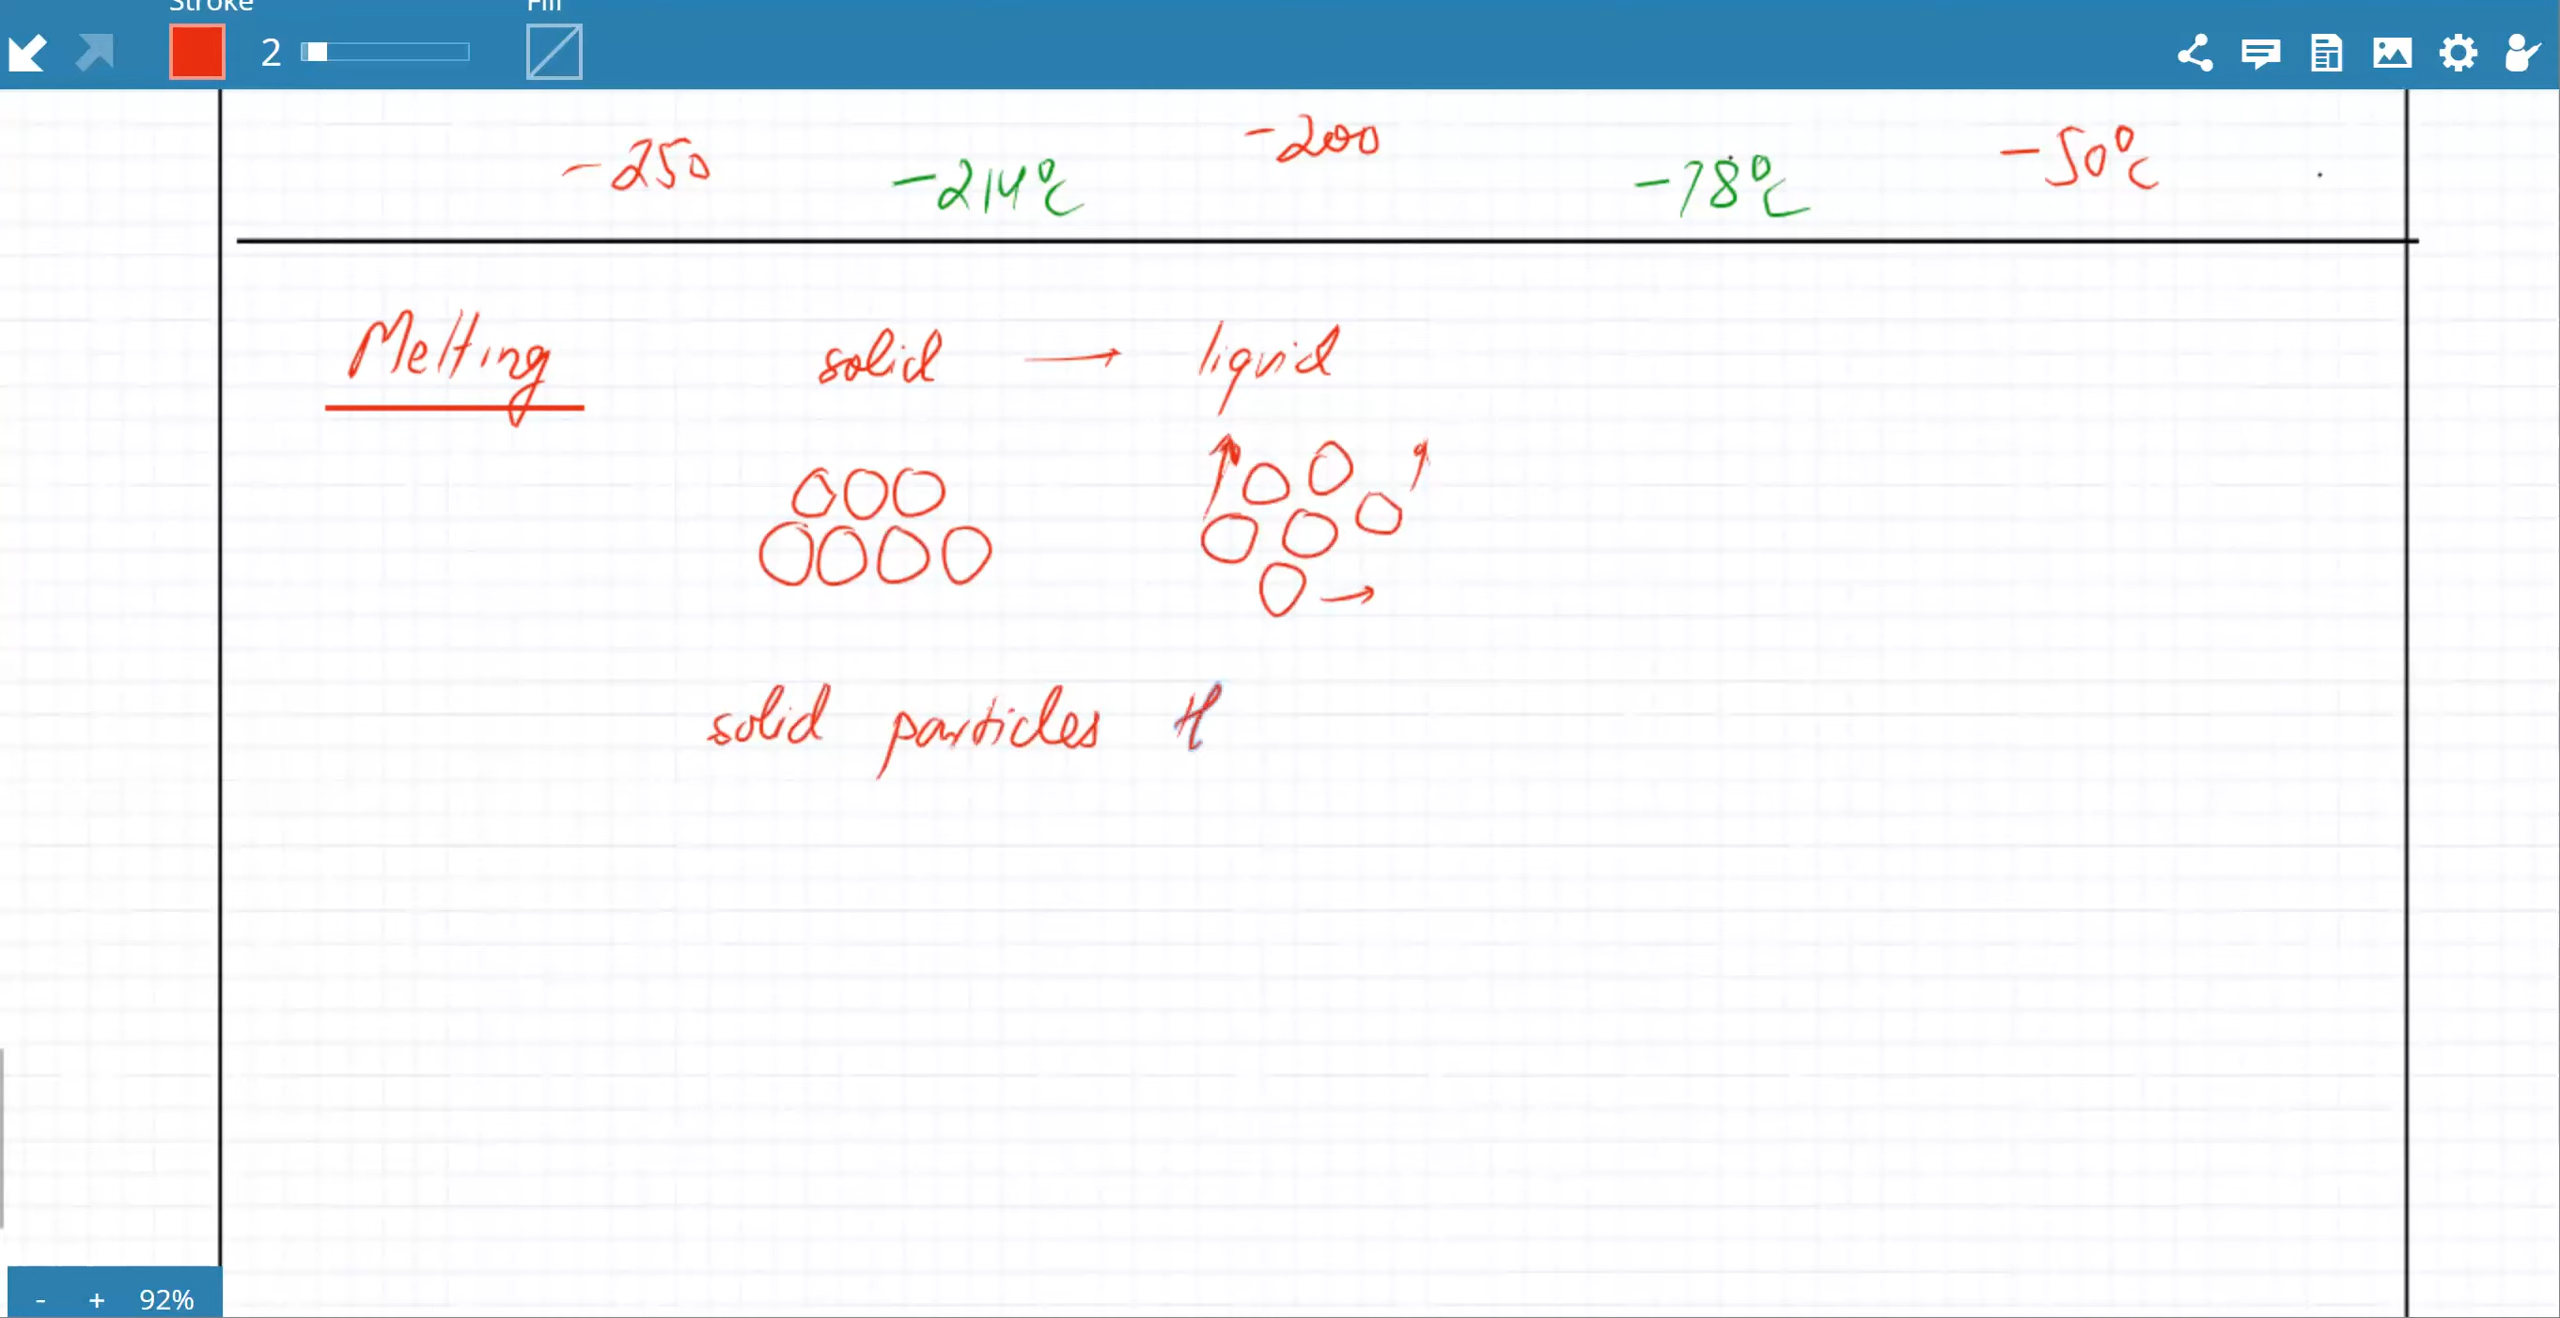 Stroke
Fill
2
-250 -214°C -200 -78°C -50°C
Melting solid → liquid
solid particles
- + 92%